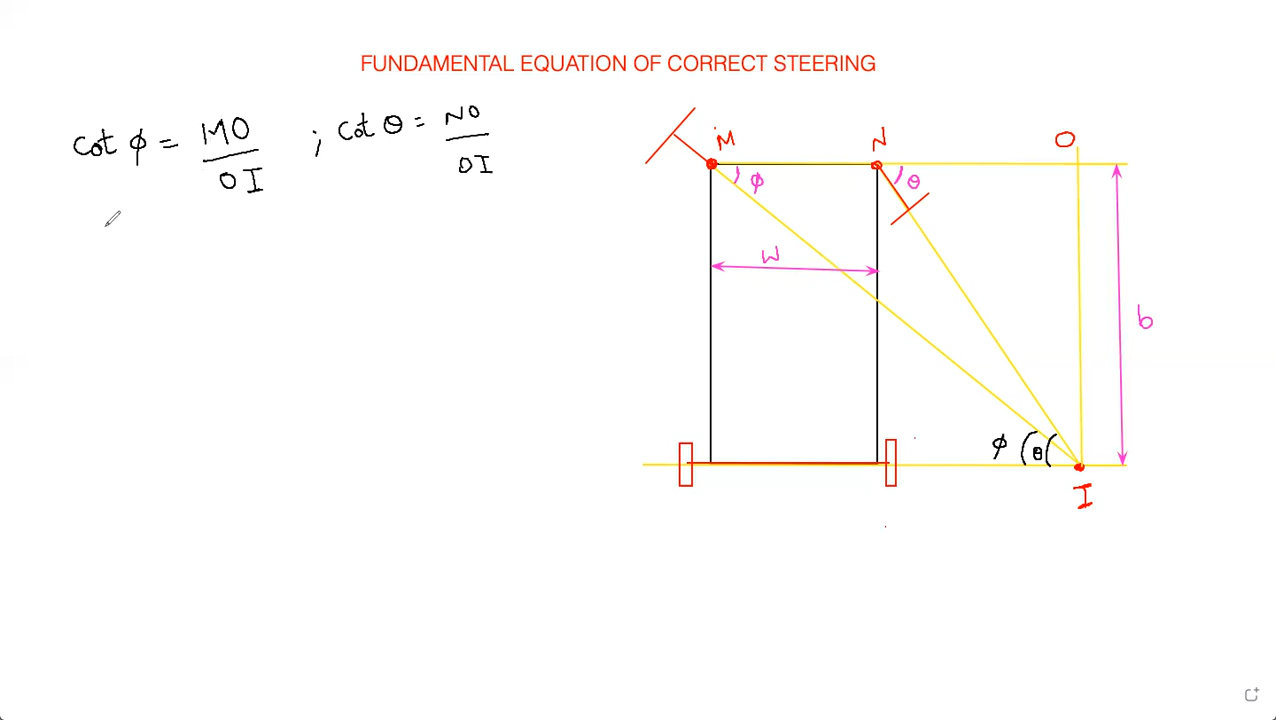 FUNDAMENTAL EQUATION OF CORRECT STEERING
cot φ = MO / OI ; cot θ = NO / OI
M N O
φ θ
W
b
φ θ
I